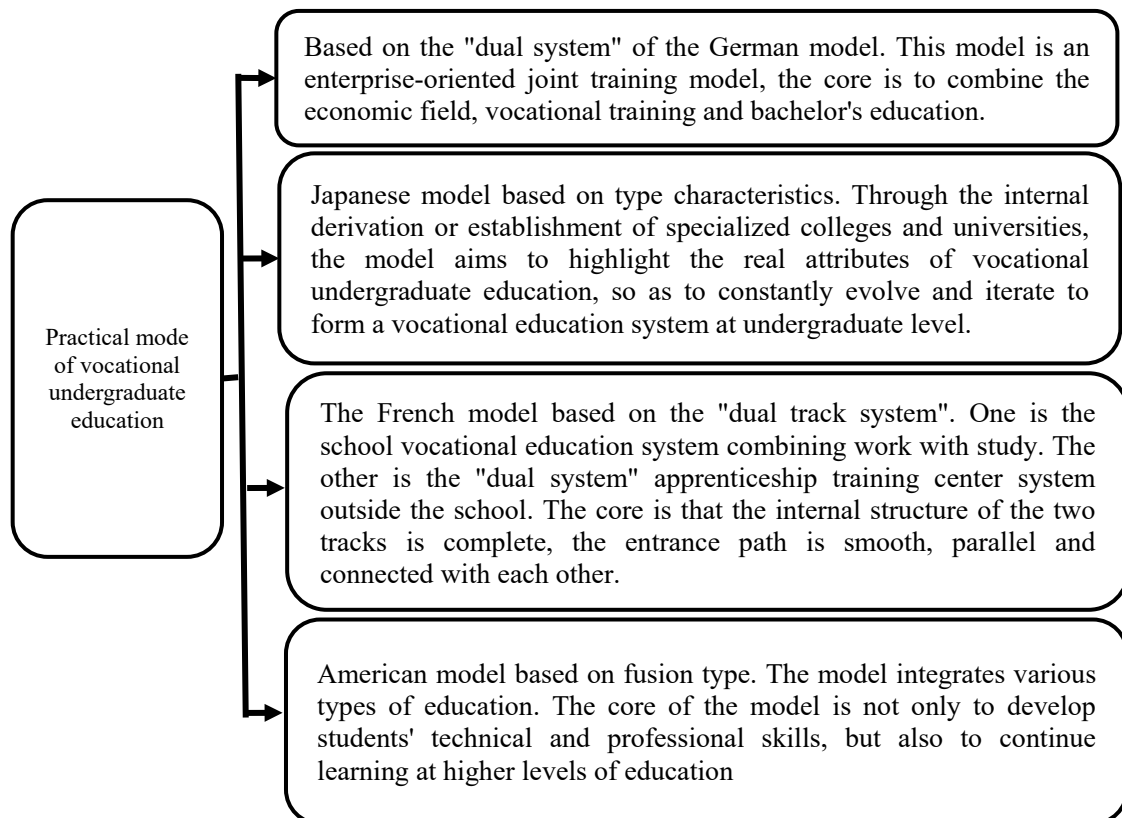 Based on the "dual system" of the German model. This model is an
enterprise-oriented joint training model, the core is to combine the
economic field, vocational training and bachelor's education.
Japanese model based on type characteristics. Through the internal
derivation or establishment of specialized colleges and universities,
the model aims to highlight the real attributes of vocational
undergraduate education, so as to constantly evolve and iterate to
form a vocational education system at undergraduate level.
Practical mode
of vocational
undergraduate
education
The French model based on the "dual track system". One is the
school vocational education system combining work with study. The
other is the "dual system" apprenticeship training center system
outside the school. The core is that the internal structure of the two
tracks is complete, the entrance path is smooth, parallel and
connected with each other.
American model based on fusion type. The model integrates various
types of education. The core of the model is not only to develop
students' technical and professional skills, but also to continue
learning at higher levels of education